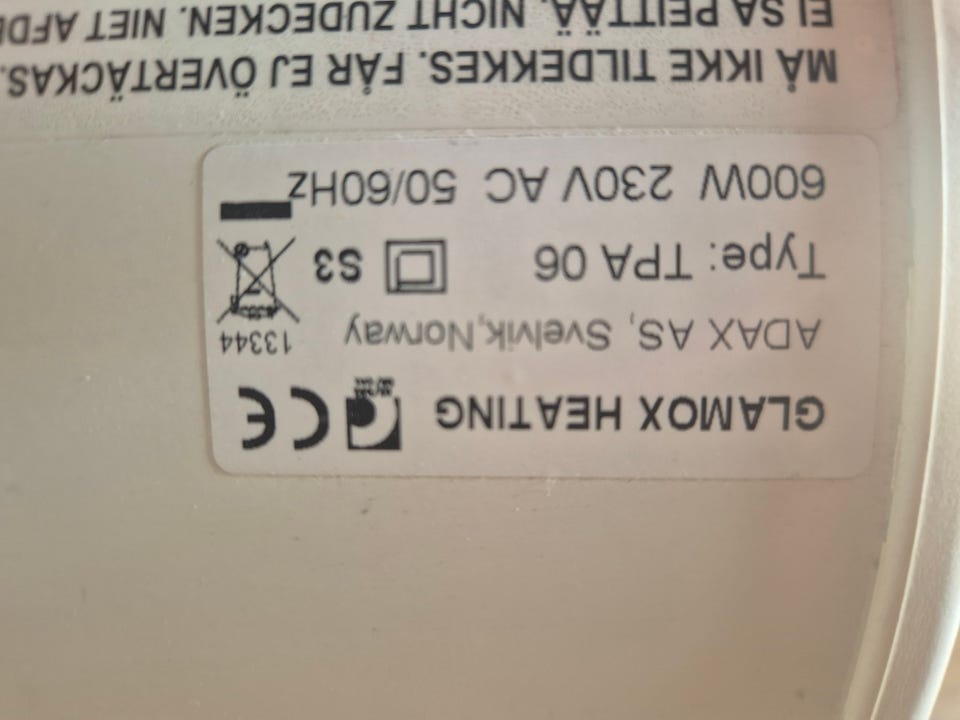 GLAMOX HEATING CE
ADAX AS, Svelvik,Norway 13344
Type: TPA 06 S3
600W 230V AC 50/60Hz
MÅ IKKE TILDEKKES. FÅR EJ ÖVERTÄCKAS.
EI SA PEITTÄÄ. NICHT ZUDECKEN. NIET